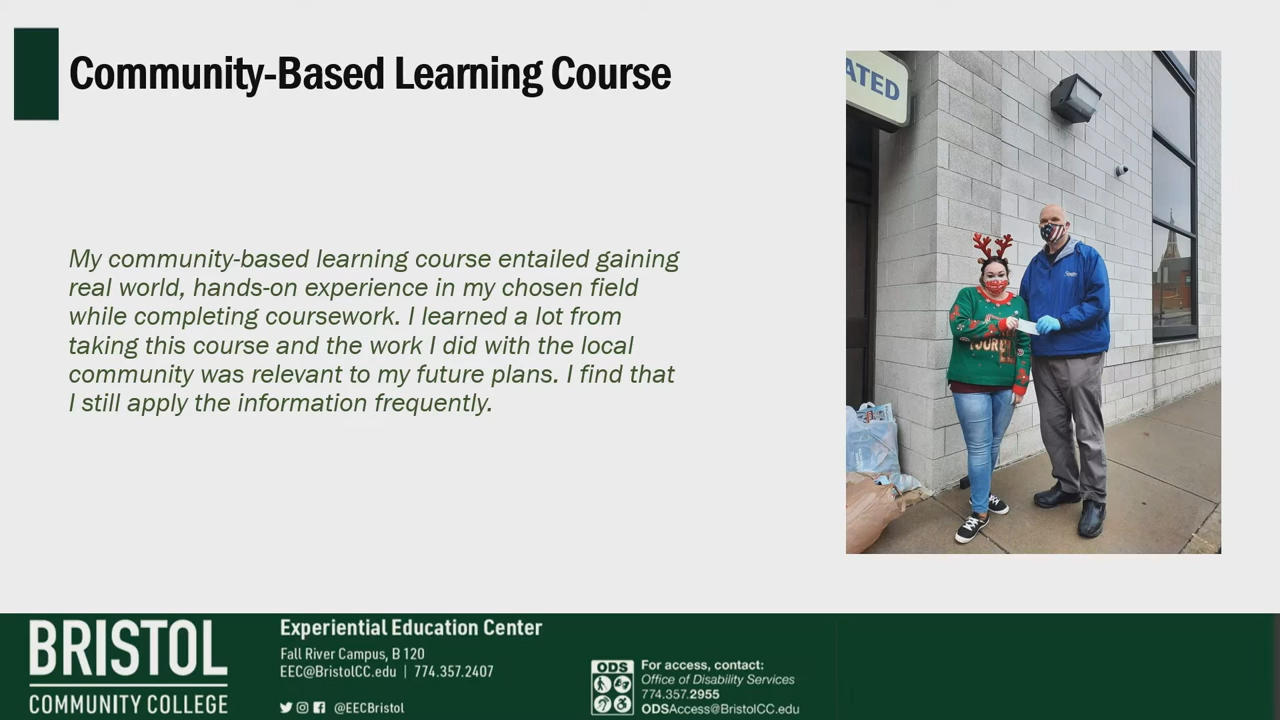 Community-Based Learning Course
ATED
My community-based learning course entailed gaining
real world, hands-on experience in my chosen field
while completing coursework. I learned a lot from
taking this course and the work I did with the local
community was relevant to my future plans. I find that
I still apply the information frequently.
BRISTOL
COMMUNITY COLLEGE
Experiential Education Center
Fall River Campus, B 120
EEC@BristolCC.edu | 774.357.2407
@EECBristol
ODS
For access, contact:
Office of Disability Services
774.357.2955
ODSAccess@BristolCC.edu